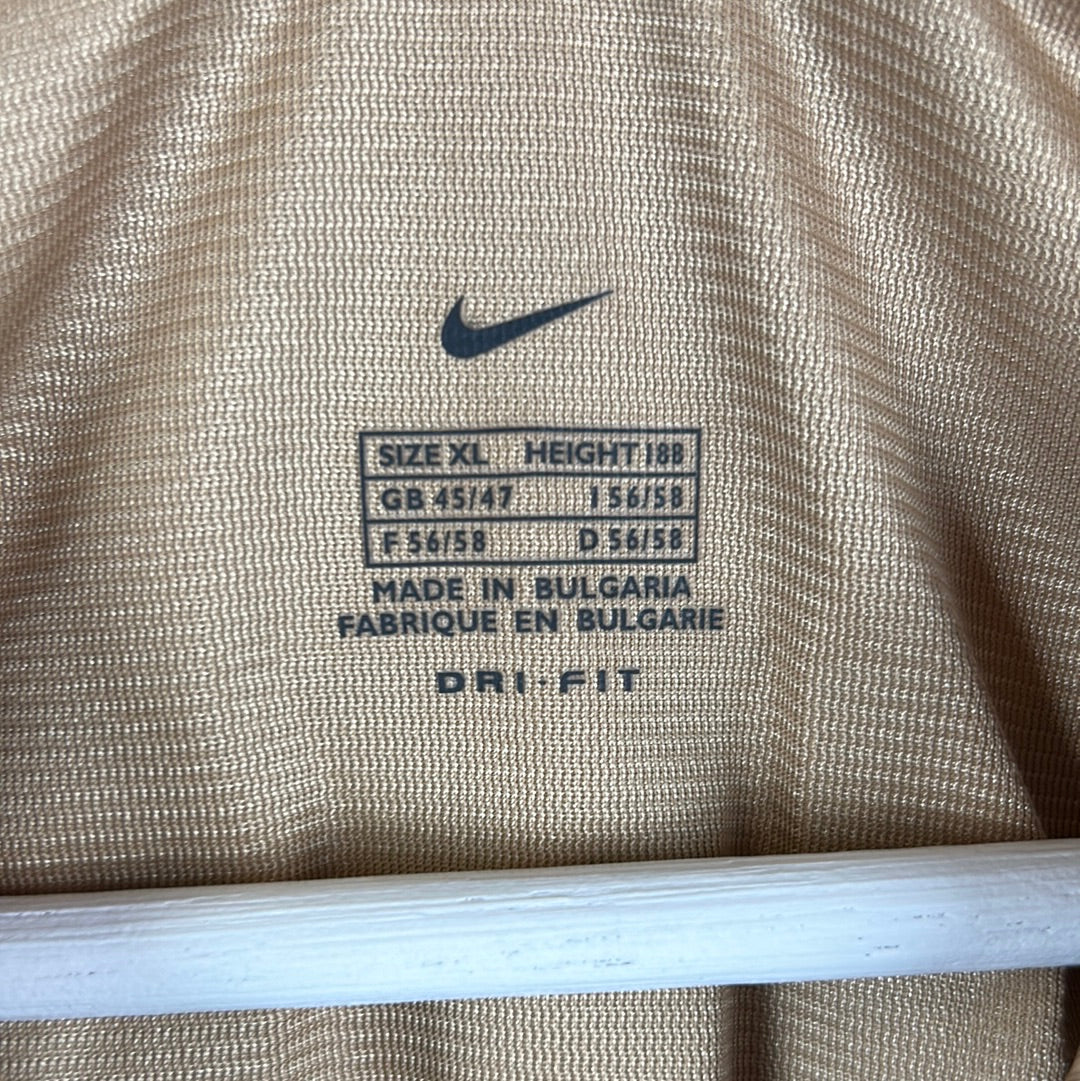 SIZE XL HEIGHT 188
GB 45/47 I 56/58
F 56/58 D 56/58
MADE IN BULGARIA
FABRIQUE EN BULGARIE
DRI·FIT